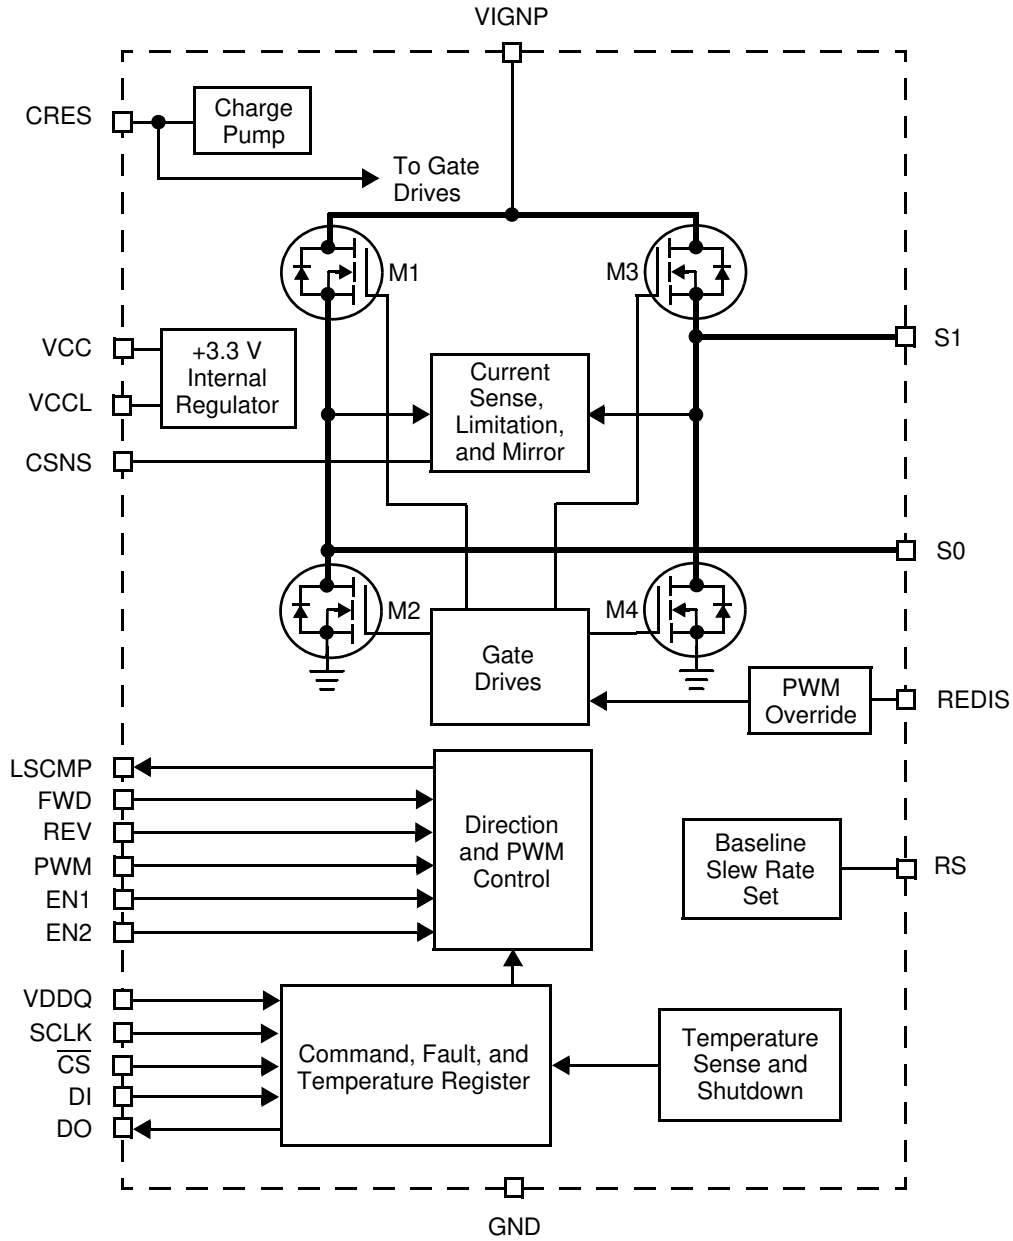 VIGNP
CRES
Charge
Pump
To Gate
Drives
M1
M3
VCC
VCCL
+3.3 V
Internal
Regulator
Current
Sense,
Limitation,
and Mirror
S1
CSNS
S0
M2
M4
Gate
Drives
PWM
Override
REDIS
LSCMP
FWD
REV
PWM
EN1
EN2
Direction
and PWM
Control
Baseline
Slew Rate
Set
RS
VDDQ
SCLK
C̅S̅
DI
DO
Command, Fault, and
Temperature Register
Temperature
Sense and
Shutdown
GND